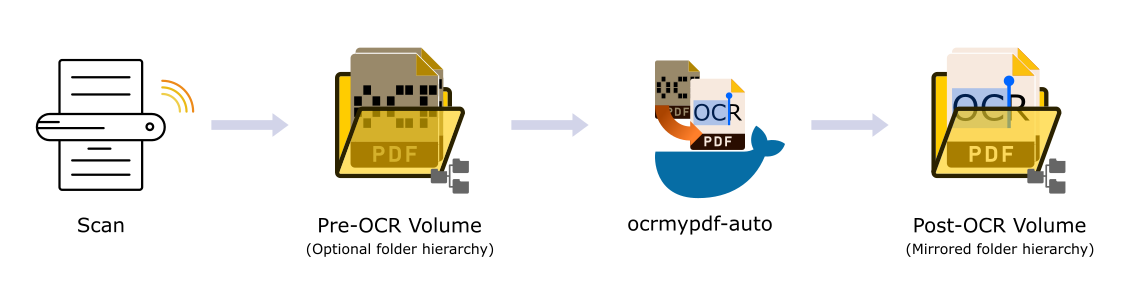 PDF
OC
PDF
OCR
PDF
OCR
PDF
Scan
Pre-OCR Volume
(Optional folder hierarchy)
ocrmypdf-auto
Post-OCR Volume
(Mirrored folder hierarchy)